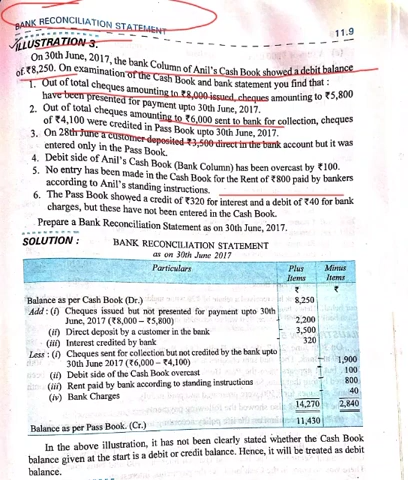 BANK RECONCILIATION STATEMENT
11.9
ILLUSTRATION 3.
On 30th June, 2017, the bank Column of Anil's Cash Book showed a debit balance
of ₹8,250. On examination of the Cash Book and bank statement you find that :
1. Out of total cheques amounting to ₹8,000 issued, cheques amounting to ₹5,800
have been presented for payment upto 30th June, 2017.
2. Out of total cheques amounting to ₹6,000 sent to bank for collection, cheques
of ₹4,100 were credited in Pass Book upto 30th June, 2017.
3. On 28th June a customer deposited ₹3,500 direct in the bank account but it was
entered only in the Pass Book.
4. Debit side of Anil's Cash Book (Bank Column) has been overcast by ₹100.
5. No entry has been made in the Cash Book for the Rent of ₹800 paid by bankers
according to Anil's standing instructions.
6. The Pass Book showed a credit of ₹320 for interest and a debit of ₹40 for bank
charges, but these have not been entered in the Cash Book.
Prepare a Bank Reconciliation Statement as on 30th June, 2017.
SOLUTION : BANK RECONCILIATION STATEMENT
as on 30th June 2017
Particulars Plus Items Minus Items
₹ ₹
Balance as per Cash Book (Dr.) 8,250
Add : (i) Cheques issued but not presented for payment upto 30th
June, 2017 (₹8,000 – ₹5,800) 2,200
(ii) Direct deposit by a customer in the bank 3,500
(iii) Interest credited by bank 320
Less : (i) Cheques sent for collection but not credited by the bank upto
30th June 2017 (₹6,000 – ₹4,100) 1,900
(ii) Debit side of the Cash Book overcast 100
(iii) Rent paid by bank according to standing instructions 800
(iv) Bank Charges 40
14,270 2,840
Balance as per Pass Book. (Cr.) 11,430
In the above illustration, it has not been clearly stated whether the Cash Book
balance given at the start is a debit or credit balance. Hence, it will be treated as debit
balance.